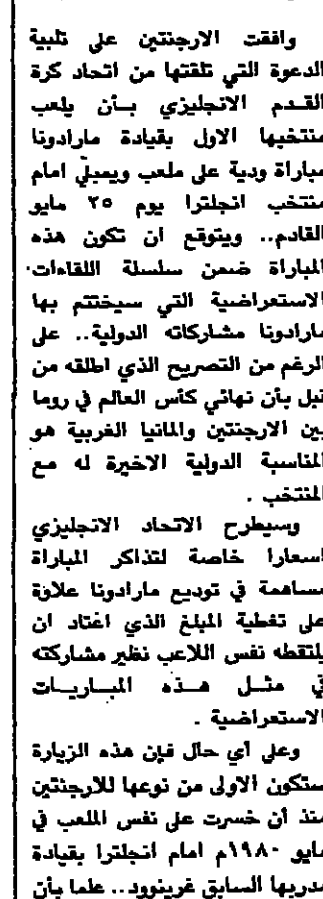 وافقت الارجنتين على تلبية
الدعوة التي تلقتها من اتحاد كرة
القدم الانجليزي بأن يلعب
منتخبها الاول بقيادة مارادونا
مباراة ودية على ملعب ويمبلي امام
منتخب انجلترا يوم ٢٥ مايو
القادم.. ويتوقع ان تكون هذه
المباراة ضمن سلسلة اللقاءات
الاستعراضية التي سيختتم بها
مارادونا مشاركاته الدولية.. على
الرغم من التصريح الذي اطلقه من
قبل بأن نهائي كأس العالم في روما
بين الارجنتين والمانيا الغربية هو
المناسبة الدولية الاخيرة له مع
المنتخب .
وسيطرح الاتحاد الانجليزي
اسعارا خاصة لتذاكر المباراة
مساهمة في توديع مارادونا علاوة
على تغطية المبلغ الذي اعتاد ان
يلتقطه نفس اللاعب نظير مشاركته
في مثل هذه المباريات
الاستعراضية .
وعلى أي حال فإن هذه الزيارة
ستكون الاولى من نوعها للارجنتين
منذ أن خسرت على نفس الملعب في
مايو ١٩٨٠م امام انجلترا بقيادة
مدربها السابق غرينوود.. علما بأن